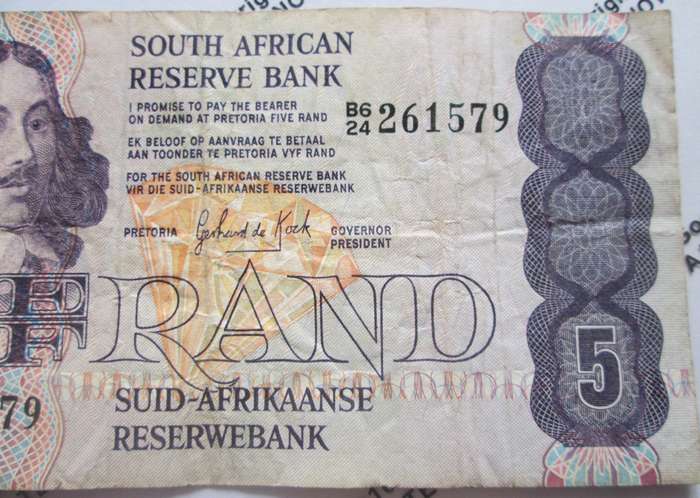 SOUTH AFRICAN
RESERVE BANK
I PROMISE TO PAY THE BEARER
ON DEMAND AT PRETORIA FIVE RAND
B6
24 261579
EK BELOOF OP AANVRAAG TE BETAAL
AAN TOONDER TE PRETORIA VYF RAND
FOR THE SOUTH AFRICAN RESERVE BANK
VIR DIE SUID-AFRIKAANSE RESERWEBANK
PRETORIA Gerhard de Kock GOVERNOR
PRESIDENT
RAND
5
79
SUID-AFRIKAANSE
RESERWEBANK